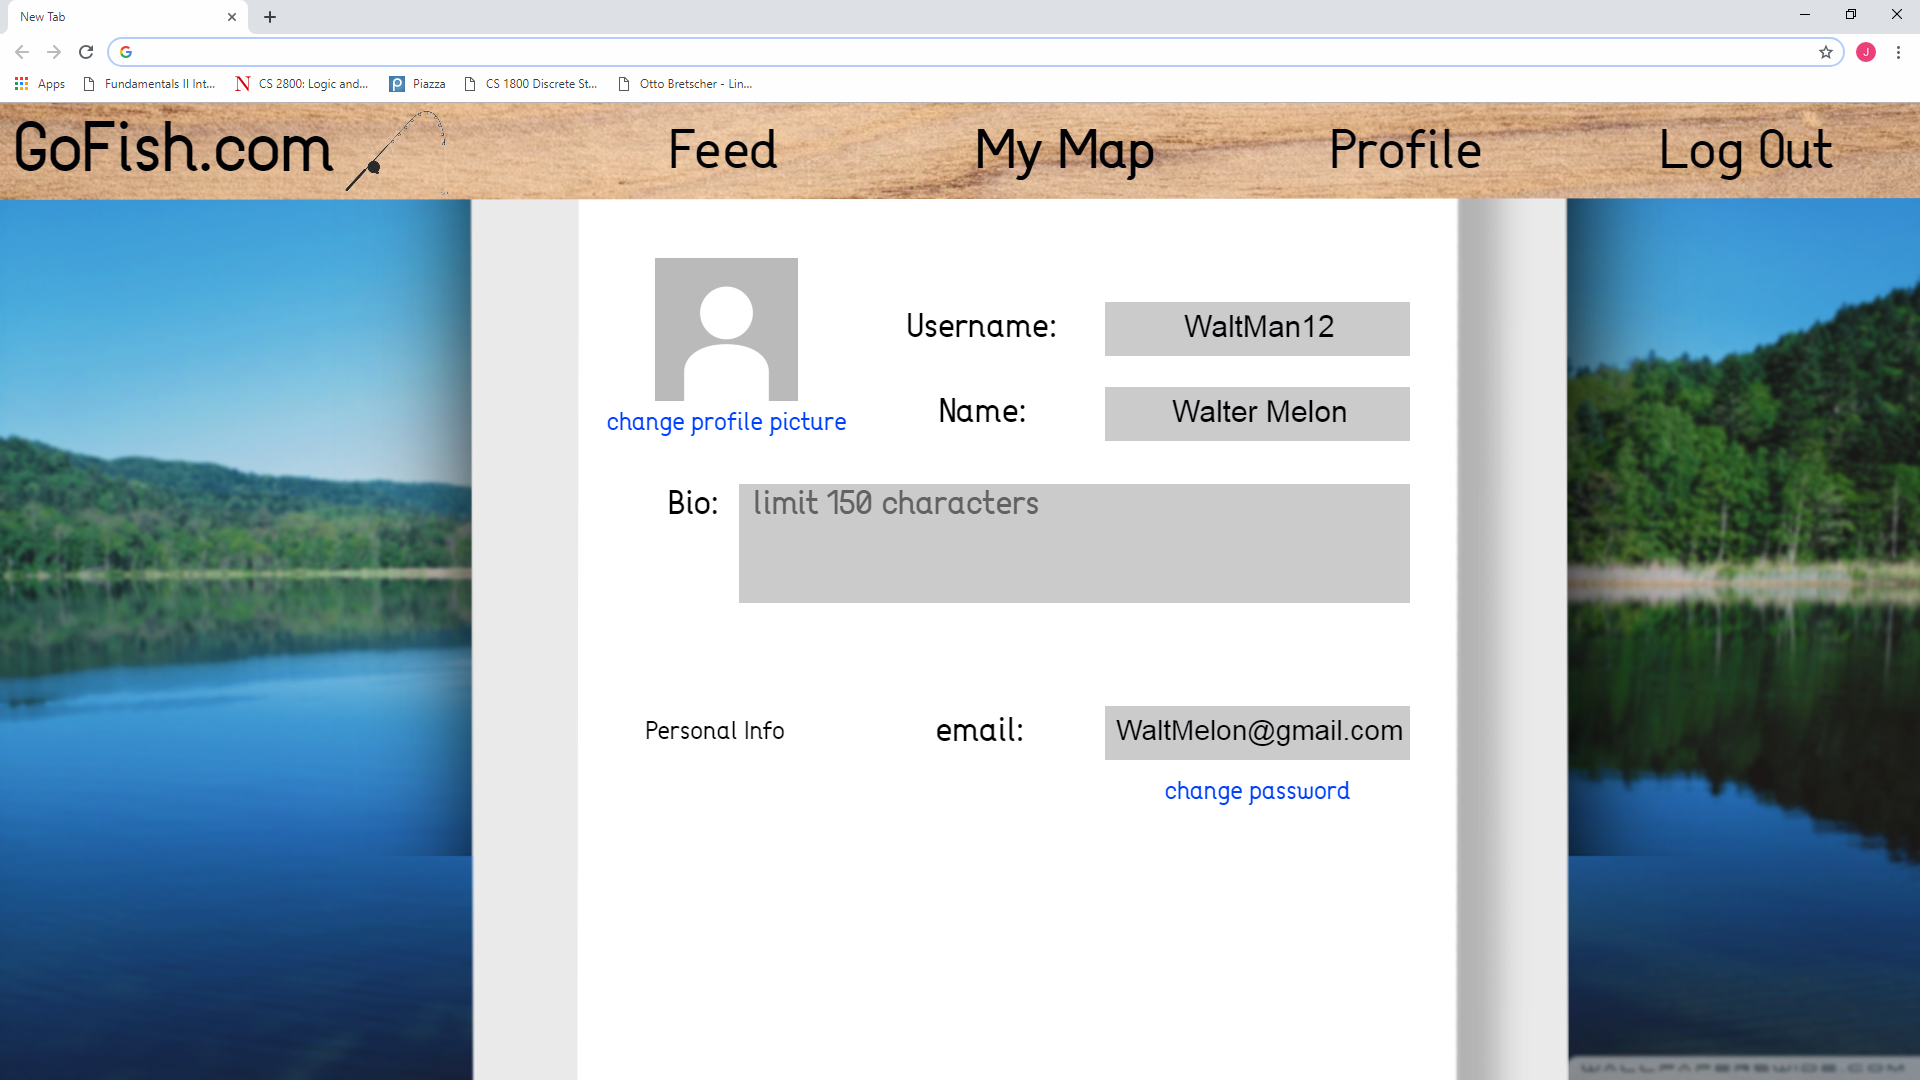 New Tab
Apps
Fundamentals II Int...
CS 2800: Logic and...
Piazza
CS 1800 Discrete St...
Otto Bretscher - Lin...
J
GoFish.com
Feed
My Map
Profile
Log Out
Username:
WaltMan12
change profile picture
Name:
Walter Melon
Bio:
limit 150 characters
Personal Info
email:
WaltMelon@gmail.com
change password
WALLPAPERSWIDE.COM